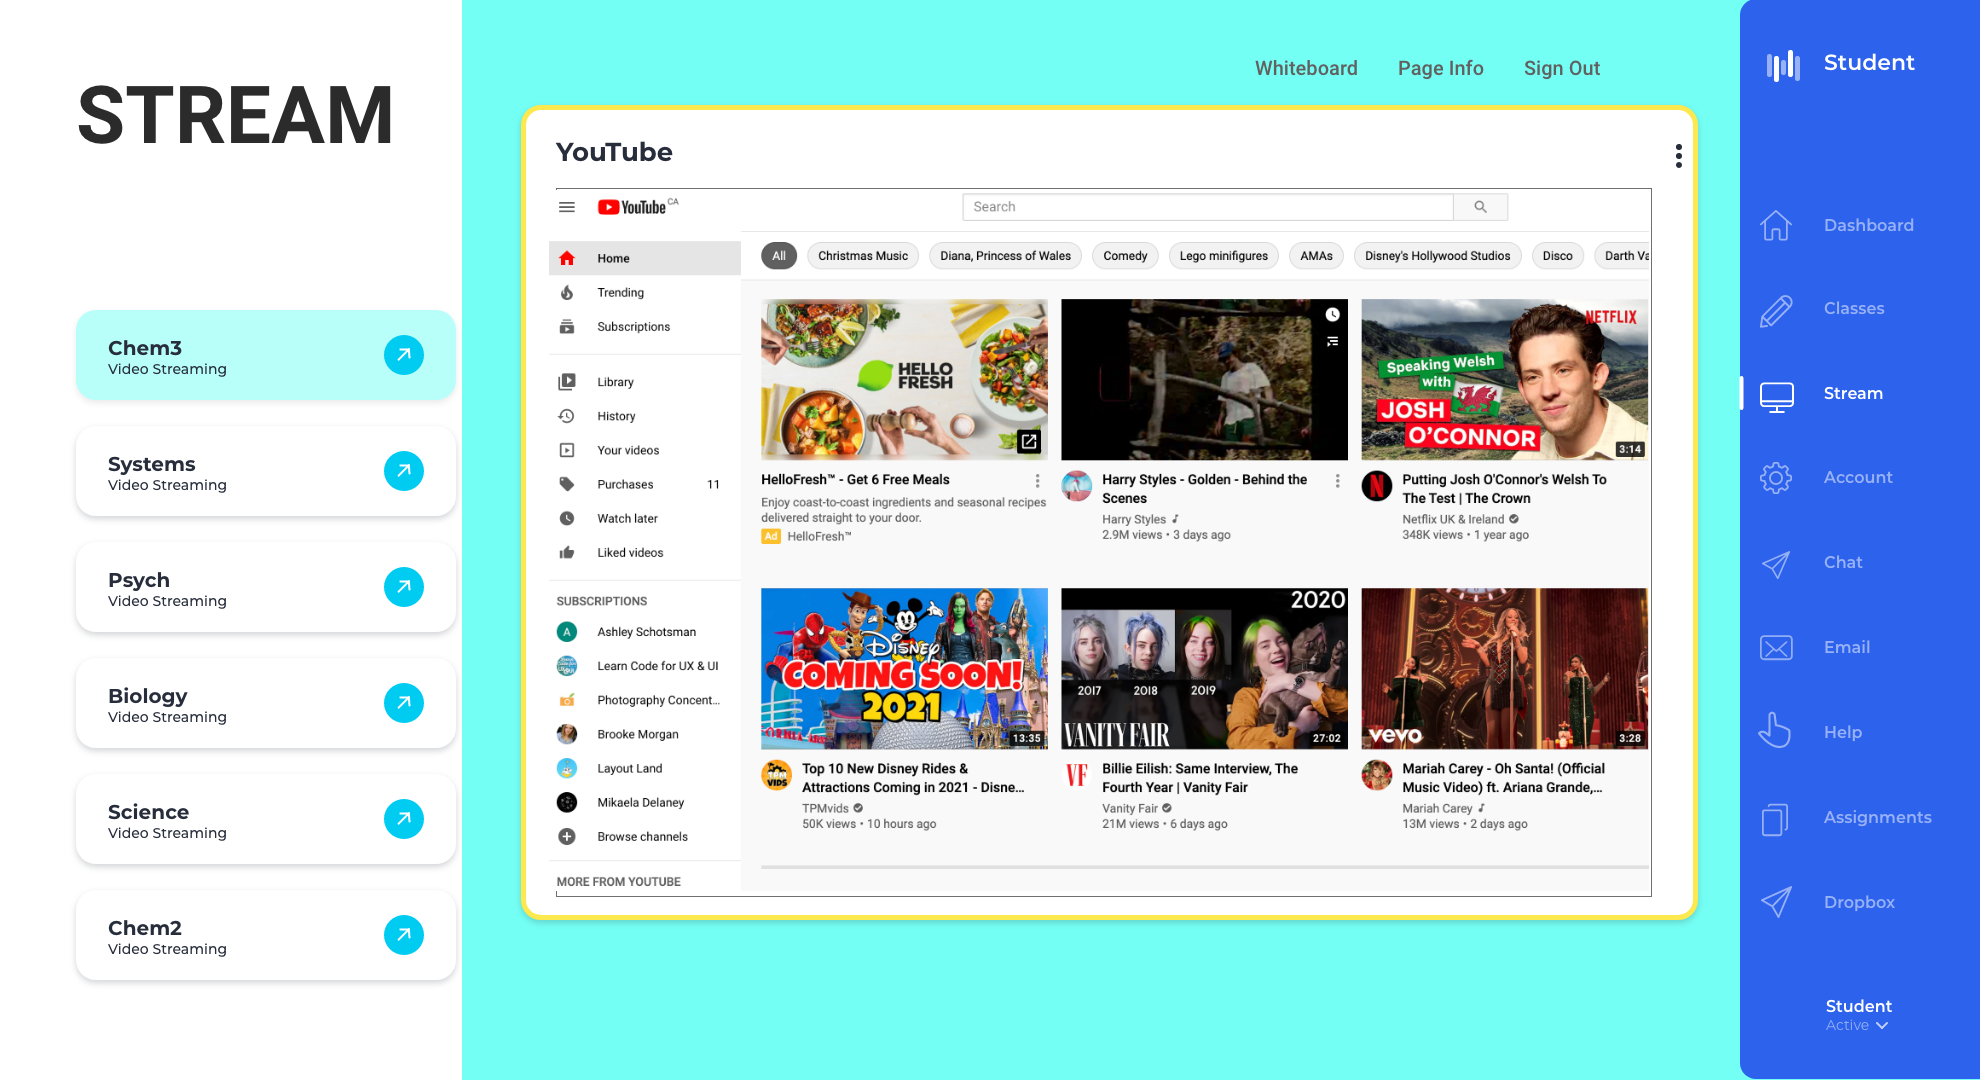 STREAM
Chem3
Video Streaming
Systems
Video Streaming
Psych
Video Streaming
Biology
Video Streaming
Science
Video Streaming
Chem2
Video Streaming
Whiteboard Page Info Sign Out
YouTube
YouTube CA
Search
Home
Trending
Subscriptions
Library
History
Your videos
Purchases 11
Watch later
Liked videos
SUBSCRIPTIONS
A Ashley Schotsman
Learn Code for UX & UI
Photography Concent...
Brooke Morgan
Layout Land
Mikaela Delaney
Browse channels
MORE FROM YOUTUBE
All Christmas Music Diana, Princess of Wales Comedy Lego minifigures AMAs Disney's Hollywood Studios Disco Darth Va
HELLO
FRESH
HelloFresh™ - Get 6 Free Meals
Enjoy coast-to-coast ingredients and seasonal recipes
delivered straight to your door.
Ad HelloFresh™
Harry Styles - Golden - Behind the
Scenes
Harry Styles
2.9M views • 3 days ago
NETFLIX
Speaking Welsh
with
JOSH
O'CONNOR
3:14
N
Putting Josh O'Connor's Welsh To
The Test | The Crown
Netflix UK & Ireland
348K views • 1 year ago
DISNEY
COMING SOON!
2021
13:35
TPM
VIDS
Top 10 New Disney Rides &
Attractions Coming in 2021 - Disne...
TPMvids
50K views • 10 hours ago
2020
2017 2018 2019
VANITY FAIR
27:02
VF
Billie Eilish: Same Interview, The
Fourth Year | Vanity Fair
Vanity Fair
21M views • 6 days ago
vevo
3:28
Mariah Carey - Oh Santa! (Official
Music Video) ft. Ariana Grande,...
Mariah Carey
13M views • 2 days ago
Student
Dashboard
Classes
Stream
Account
Chat
Email
Help
Assignments
Dropbox
Student
Active